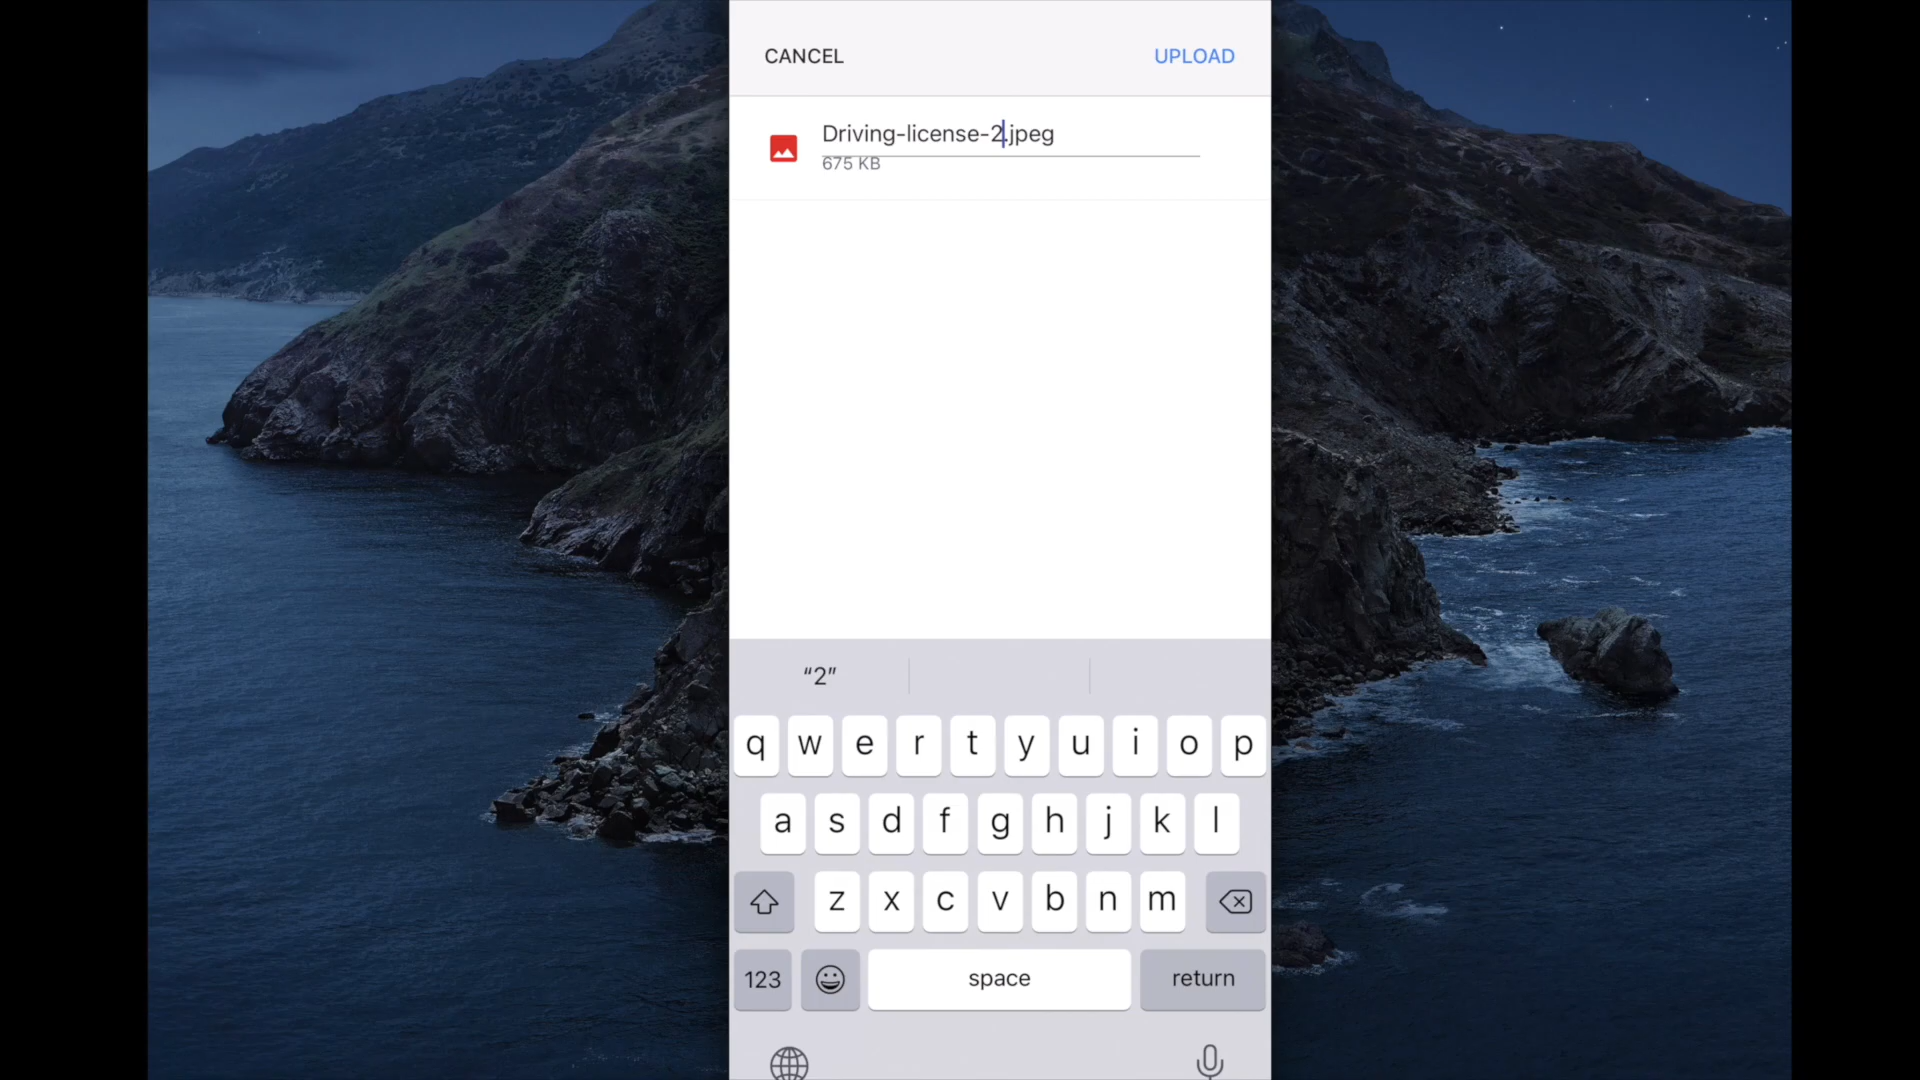 CANCEL UPLOAD
Driving-license-2.jpeg
675 KB
“2”
q w e r t y u i o p
a s d f g h j k l
z x c v b n m
123 space return